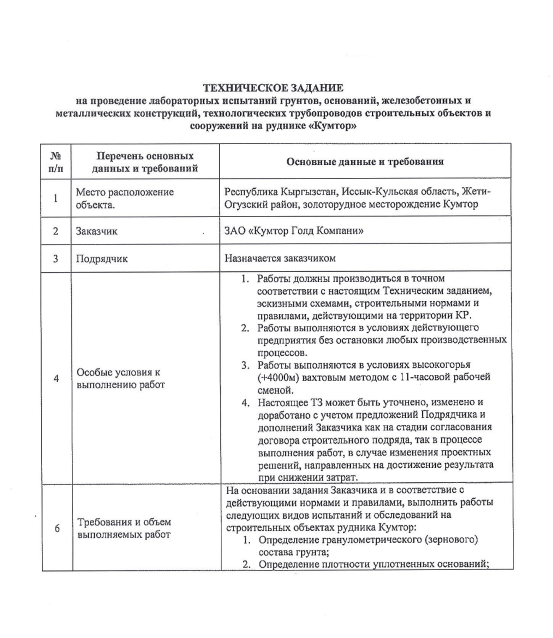 ТЕХНИЧЕСКОЕ ЗАДАНИЕ
на проведение лабораторных испытаний грунтов, оснований, железобетонных и
металлических конструкций, технологических трубопроводов строительных объектов и
сооружений на руднике «Кумтор»
№ п/п
Перечень основных данных и требований
Основные данные и требования
1
Место расположение
объекта.
Республика Кыргызстан, Иссык-Кульская область, Жети-
Огузский район, золоторудное месторождение Кумтор
2
Заказчик
ЗАО «Кумтор Голд Компани»
3
Подрядчик
Назначается заказчиком
4
Особые условия к
выполнению работ
1. Работы должны производиться в точном
соответствии с настоящим Техническим заданием,
эскизными схемами, строительными нормами и
правилами, действующими на территории КР.
2. Работы выполняются в условиях действующего
предприятия без остановки любых производственных
процессов.
3. Работы выполняются в условиях высокогорья
(+4000м) вахтовым методом с 11-часовой рабочей
сменой.
4. Настоящее ТЗ может быть уточнено, изменено и
доработано с учетом предложений Подрядчика и
дополнений Заказчика как на стадии согласования
договора строительного подряда, так в процессе
выполнения работ, в случае изменения проектных
решений, направленных на достижение результата
при снижении затрат.
6
Требования и объем
выполняемых работ
На основании задания Заказчика и в соответствие с
действующими нормами и правилами, выполнить работы
следующих видов испытаний и обследований на
строительных объектах рудника Кумтор:
1. Определение гранулометрического (зернового)
состава грунта;
2. Определение плотности уплотненных оснований;